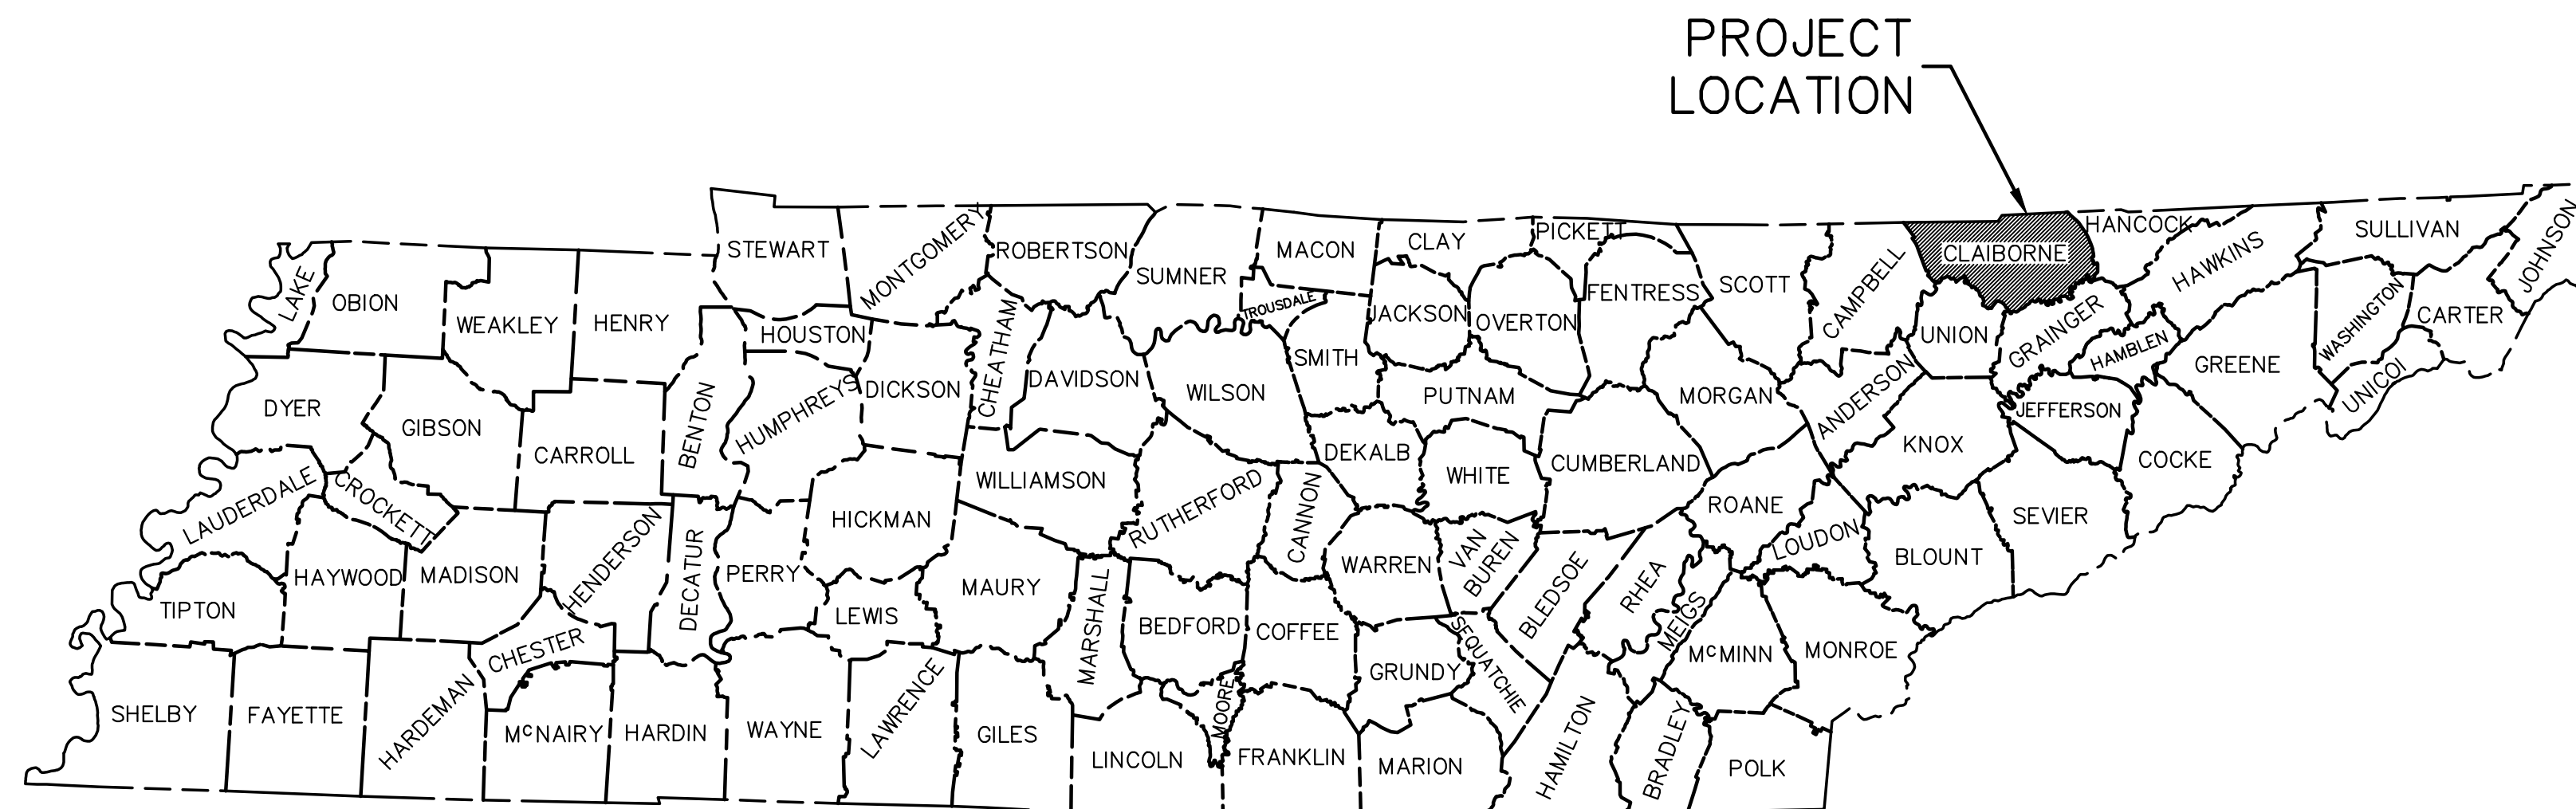 PROJECT
LOCATION
STEWART
MONTGOMERY
ROBERTSON
SUMNER
MACON
TROUSDALE
CLAY
PICKETT
FENTRESS
SCOTT
CAMPBELL
CLAIBORNE
HANCOCK
HAWKINS
SULLIVAN
JOHNSON
LAKE
OBION
WEAKLEY
HENRY
HOUSTON
CHEATHAM
JACKSON
OVERTON
UNION
GRAINGER
HAMBLEN
GREENE
WASHINGTON
CARTER
UNICOI
DYER
GIBSON
CARROLL
BENTON
HUMPHREYS
DICKSON
DAVIDSON
WILSON
SMITH
PUTNAM
MORGAN
ANDERSON
KNOX
JEFFERSON
COCKE
LAUDERDALE
CROCKETT
WILLIAMSON
RUTHERFORD
CANNON
DEKALB
WHITE
CUMBERLAND
ROANE
LOUDON
BLOUNT
SEVIER
TIPTON
HAYWOOD
MADISON
HENDERSON
DECATUR
PERRY
HICKMAN
LEWIS
MAURY
MARSHALL
BEDFORD
COFFEE
WARREN
VAN
BUREN
BLEDSOE
RHEA
MEIGS
McMINN
MONROE
SHELBY
FAYETTE
HARDEMAN
CHESTER
McNAIRY
HARDIN
WAYNE
LAWRENCE
GILES
LINCOLN
MOORE
FRANKLIN
GRUNDY
SEQUATCHIE
MARION
HAMILTON
BRADLEY
POLK